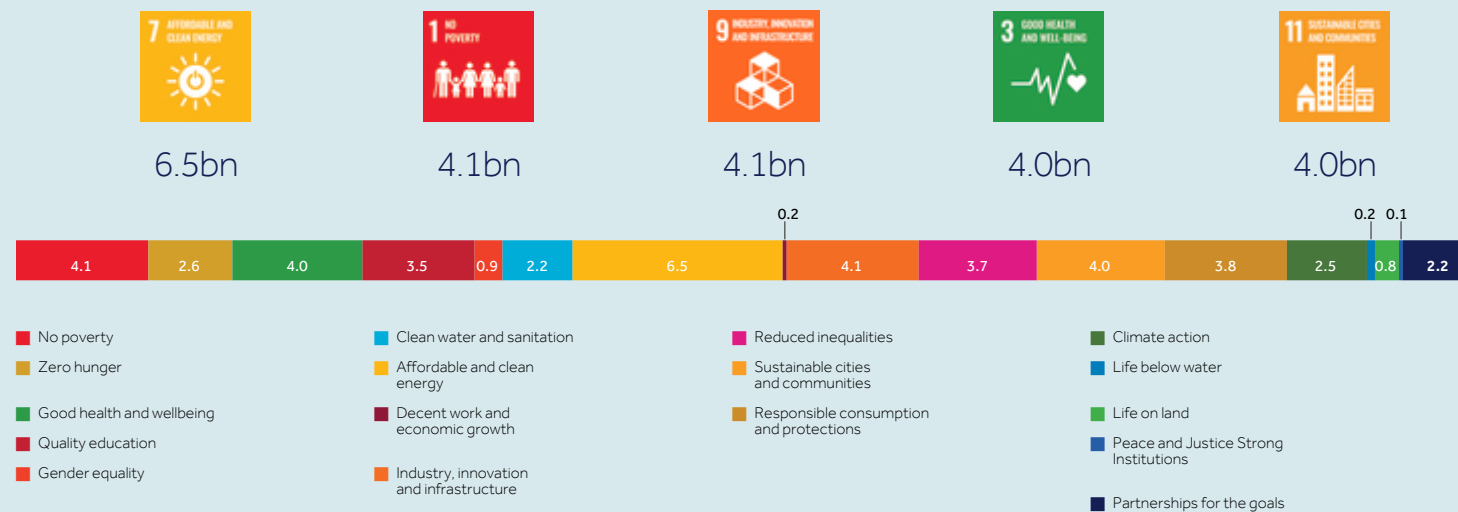 7 AFFORDABLE AND
CLEAN ENERGY
1 NO
POVERTY
9 INDUSTRY, INNOVATION
AND INFRASTRUCTURE
3 GOOD HEALTH
AND WELL-BEING
11 SUSTAINABLE CITIES
AND COMMUNITIES
6.5bn
4.1bn
4.1bn
4.0bn
4.0bn
0.2
0.2
0.1
4.1
2.6
4.0
3.5
0.9
2.2
6.5
4.1
3.7
4.0
3.8
2.5
0.8
2.2
No poverty
Zero hunger
Good health and wellbeing
Quality education
Gender equality
Clean water and sanitation
Affordable and clean
energy
Decent work and
economic growth
Industry, innovation
and infrastructure
Reduced inequalities
Sustainable cities
and communities
Responsible consumption
and protections
Climate action
Life below water
Life on land
Peace and Justice Strong
Institutions
Partnerships for the goals